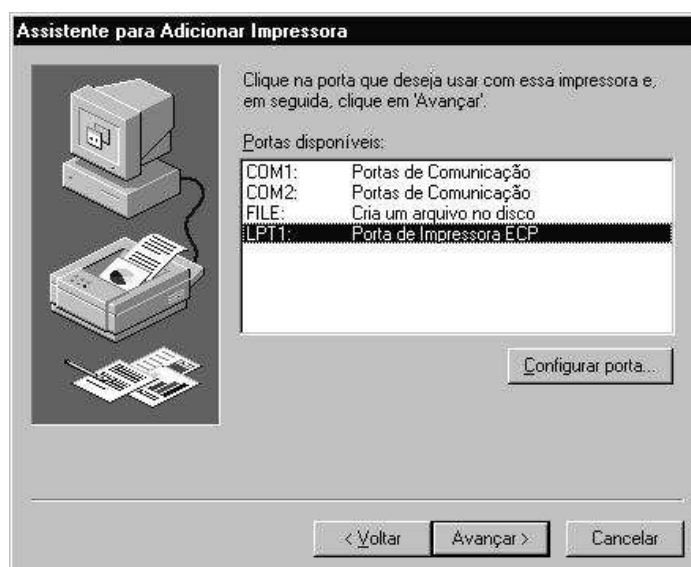 Assistente para Adicionar Impressora
Clique na porta que deseja usar com essa impressora e,
em seguida, clique em 'Avançar'.
Portas disponíveis:
COM1: Portas de Comunicação
COM2: Portas de Comunicação
FILE: Cria um arquivo no disco
LPT1: Porta de Impressora ECP
Configurar porta...
< Voltar Avançar > Cancelar